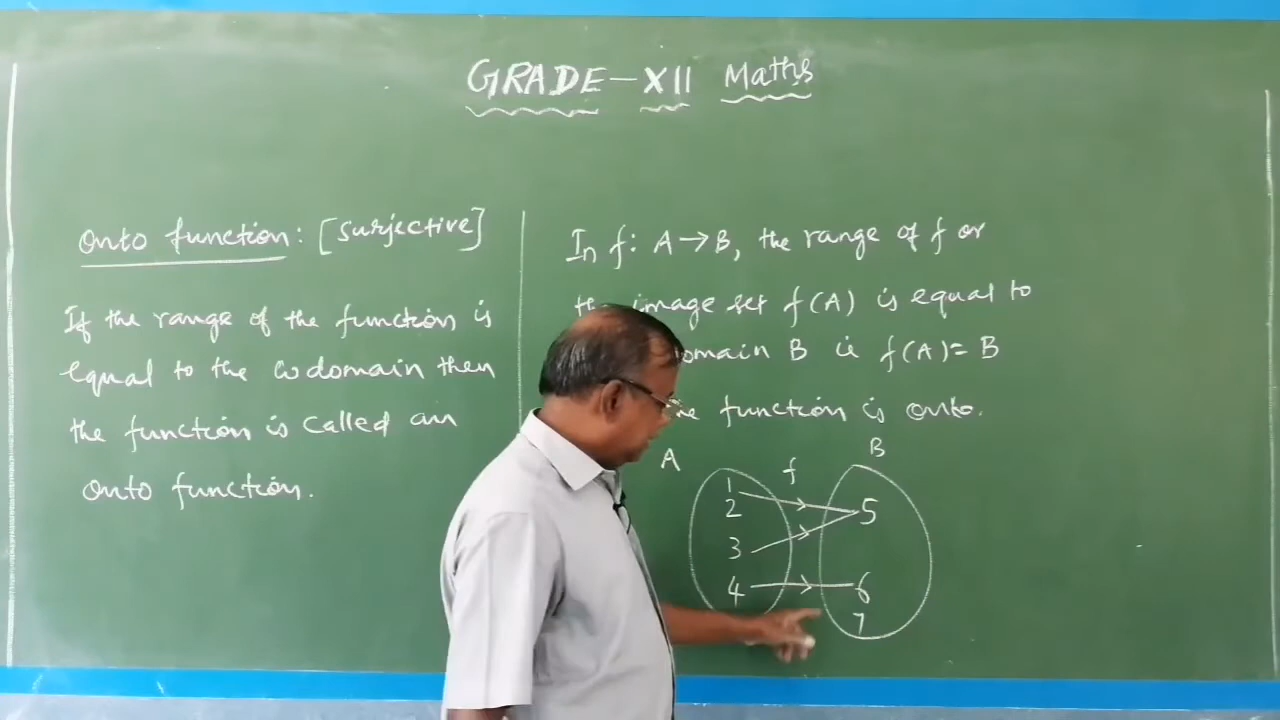 GRADE-XII Maths
Onto function: [surjective]
If the range of the function is
equal to the codomain then
the function is called an
onto function.
In f: A→B, the range of f or
the image set f(A) is equal to
domain B ie f(A)=B
function is onto.
A f B
1
2
3
4
5
6
7